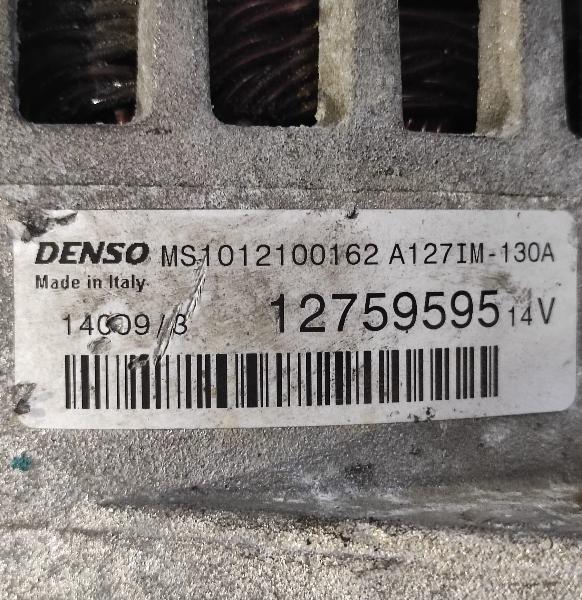 DENSO MS1012100162 A127IM-130A
Made in Italy
14009/3 12759595 14V